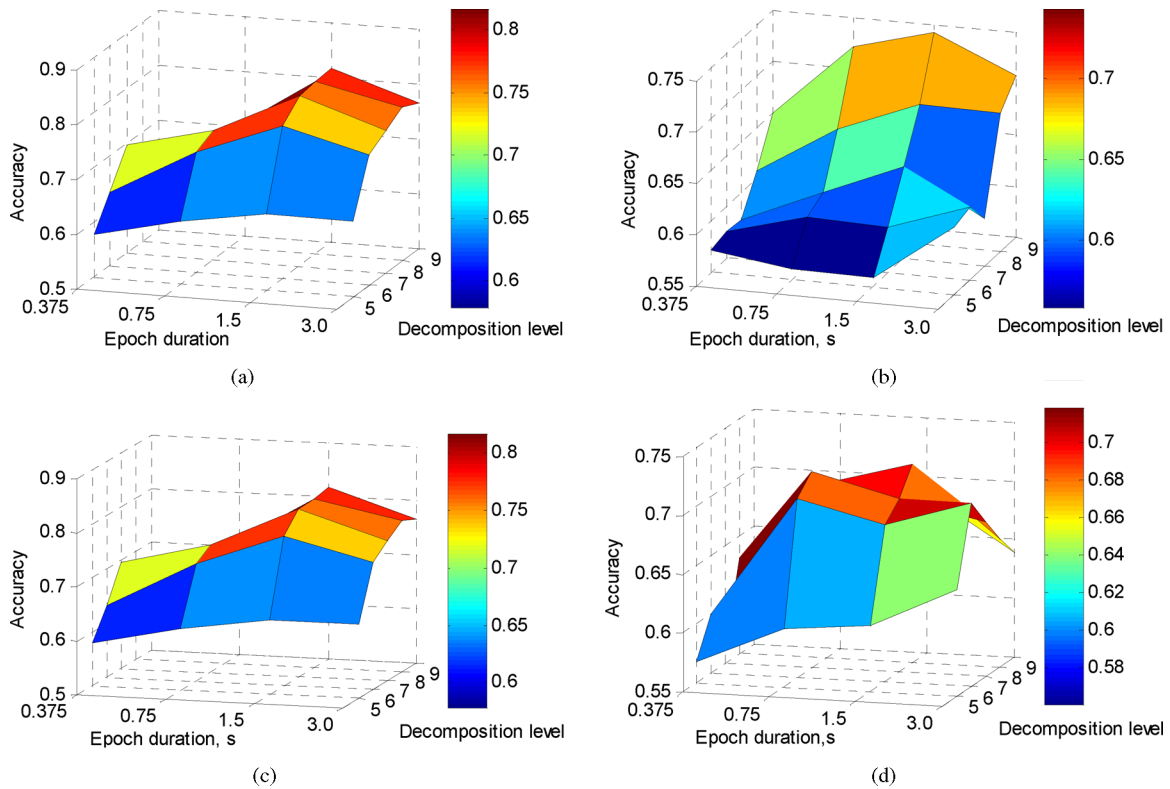 0.9
0.8
0.7
0.6
0.5
Accuracy
0.375
0.75
1.5
3.0
Epoch duration
5 6 7 8 9
Decomposition level
0.8
0.75
0.7
0.65
0.6
(a)
0.75
0.7
0.65
0.6
0.55
Accuracy
0.375
0.75
1.5
3.0
Epoch duration, s
5 6 7 8 9
Decomposition level
0.7
0.65
0.6
(b)
0.9
0.8
0.7
0.6
0.5
Accuracy
0.375
0.75
1.5
3.0
Epoch duration, s
5 6 7 8 9
Decomposition level
0.8
0.75
0.7
0.65
0.6
(c)
0.75
0.7
0.65
0.6
0.55
Accuracy
0.375
0.75
1.5
3.0
Epoch duration,s
5 6 7 8 9
Decomposition level
0.7
0.68
0.66
0.64
0.62
0.6
0.58
(d)